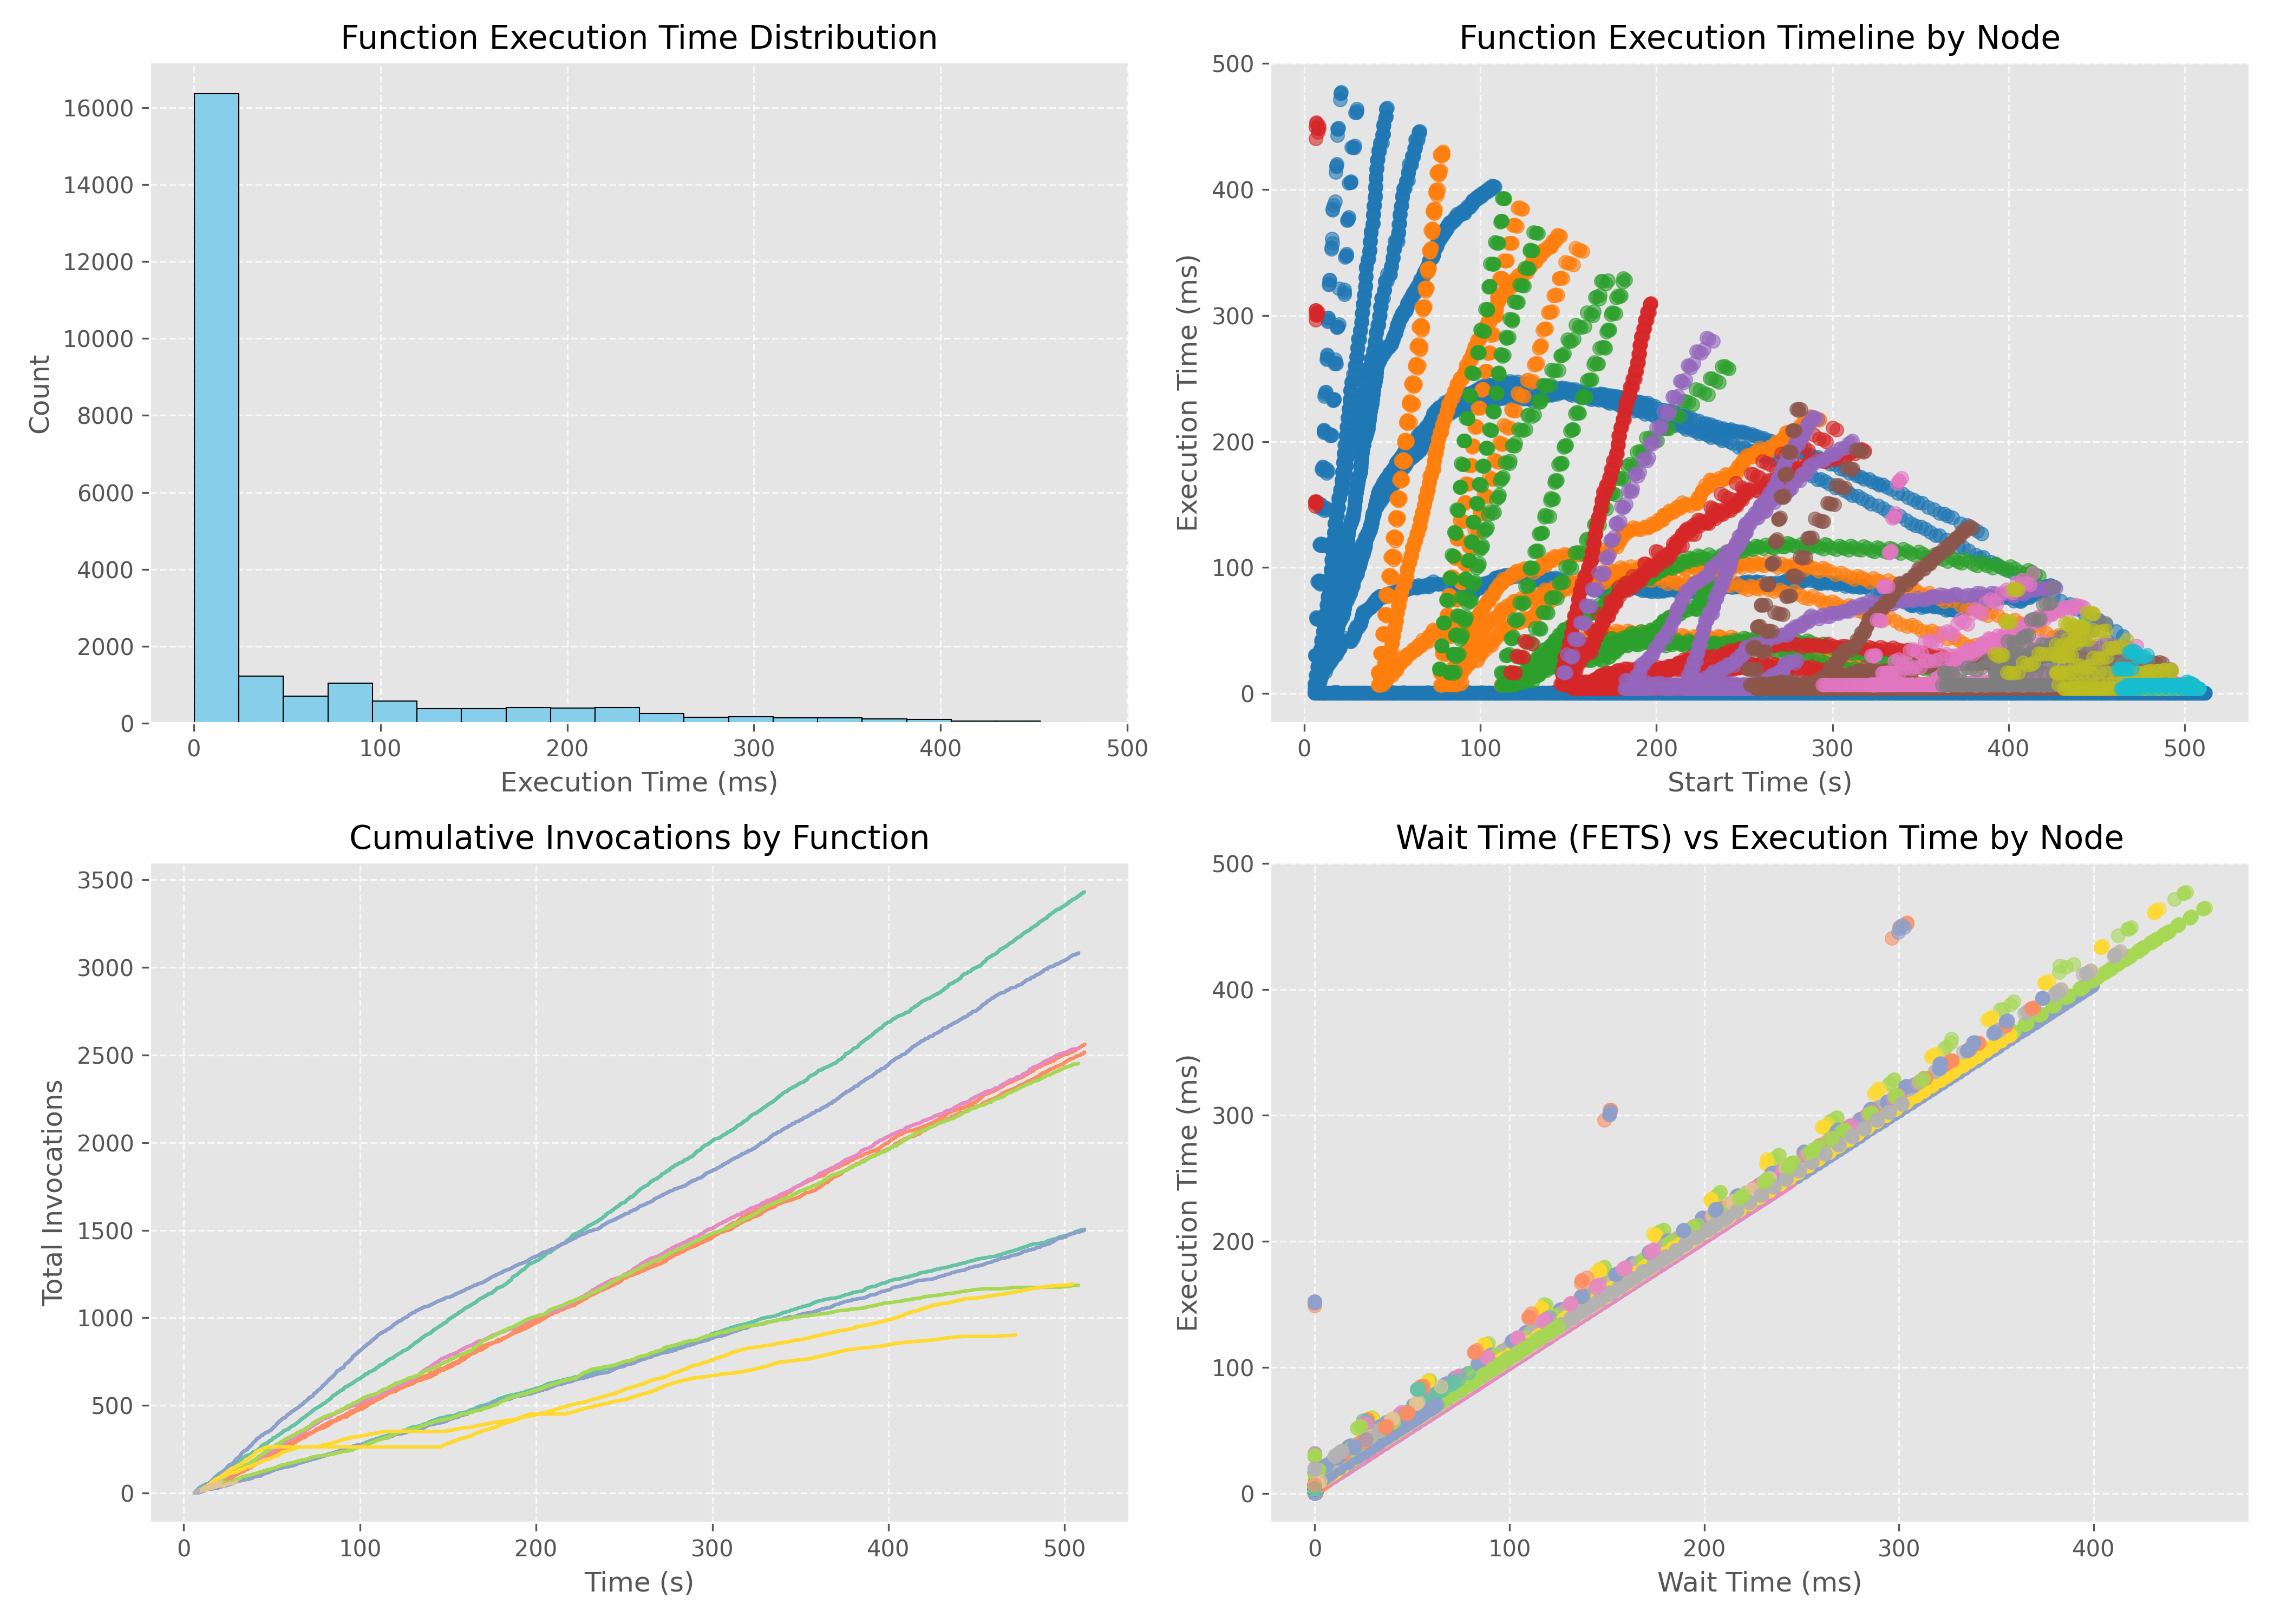 Function Execution Time Distribution
16000
14000
12000
10000
8000
6000
4000
2000
0
Count
0 100 200 300 400 500
Execution Time (ms)
Function Execution Timeline by Node
500
400
300
200
100
0
Execution Time (ms)
0 100 200 300 400 500
Start Time (s)
Cumulative Invocations by Function
3500
3000
2500
2000
1500
1000
500
0
Total Invocations
0 100 200 300 400 500
Time (s)
Wait Time (FETS) vs Execution Time by Node
500
400
300
200
100
0
Execution Time (ms)
0 100 200 300 400
Wait Time (ms)